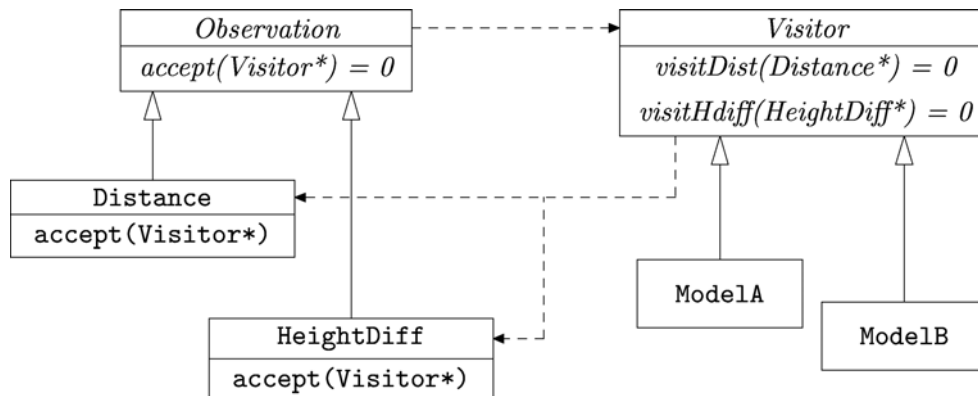 Observation
accept(Visitor*) = 0
Visitor
visitDist(Distance*) = 0
visitHdiff(HeightDiff*) = 0
Distance
accept(Visitor*)
HeightDiff
accept(Visitor*)
ModelA
ModelB